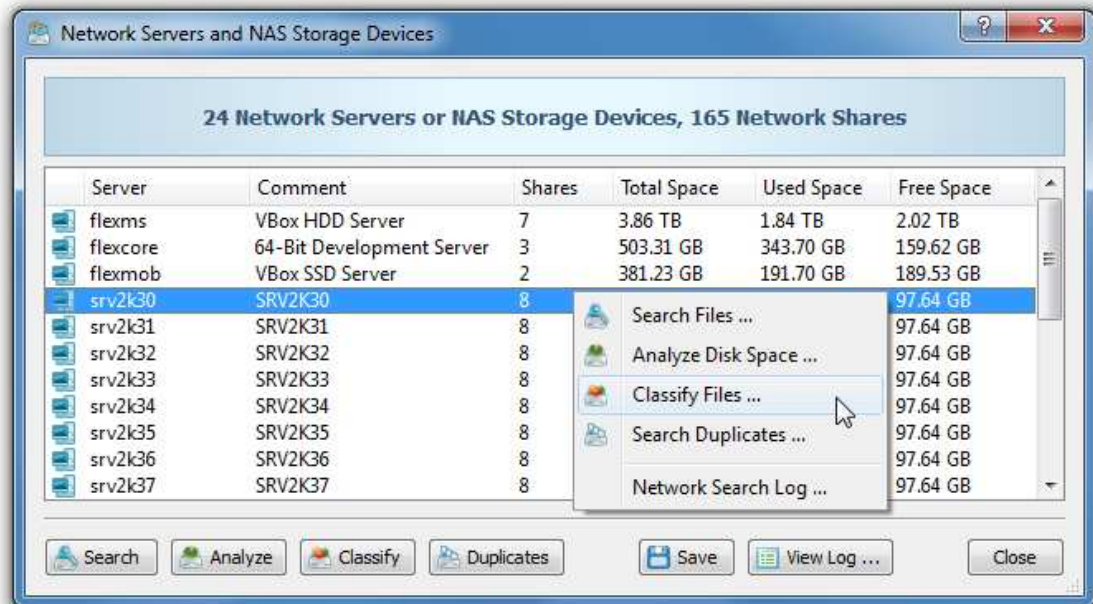 Network Servers and NAS Storage Devices
24 Network Servers or NAS Storage Devices, 165 Network Shares
Server Comment Shares Total Space Used Space Free Space
flexms VBox HDD Server 7 3.86 TB 1.84 TB 2.02 TB
flexcore 64-Bit Development Server 3 503.31 GB 343.70 GB 159.62 GB
flexmob VBox SSD Server 2 381.23 GB 191.70 GB 189.53 GB
srv2k30 SRV2K30 8 97.64 GB
srv2k31 SRV2K31 8 97.64 GB
srv2k32 SRV2K32 8 97.64 GB
srv2k33 SRV2K33 8 97.64 GB
srv2k34 SRV2K34 8 97.64 GB
srv2k35 SRV2K35 8 97.64 GB
srv2k36 SRV2K36 8 97.64 GB
srv2k37 SRV2K37 8 97.64 GB
Search Files ...
Analyze Disk Space ...
Classify Files ...
Search Duplicates ...
Network Search Log ...
Search Analyze Classify Duplicates Save View Log ... Close